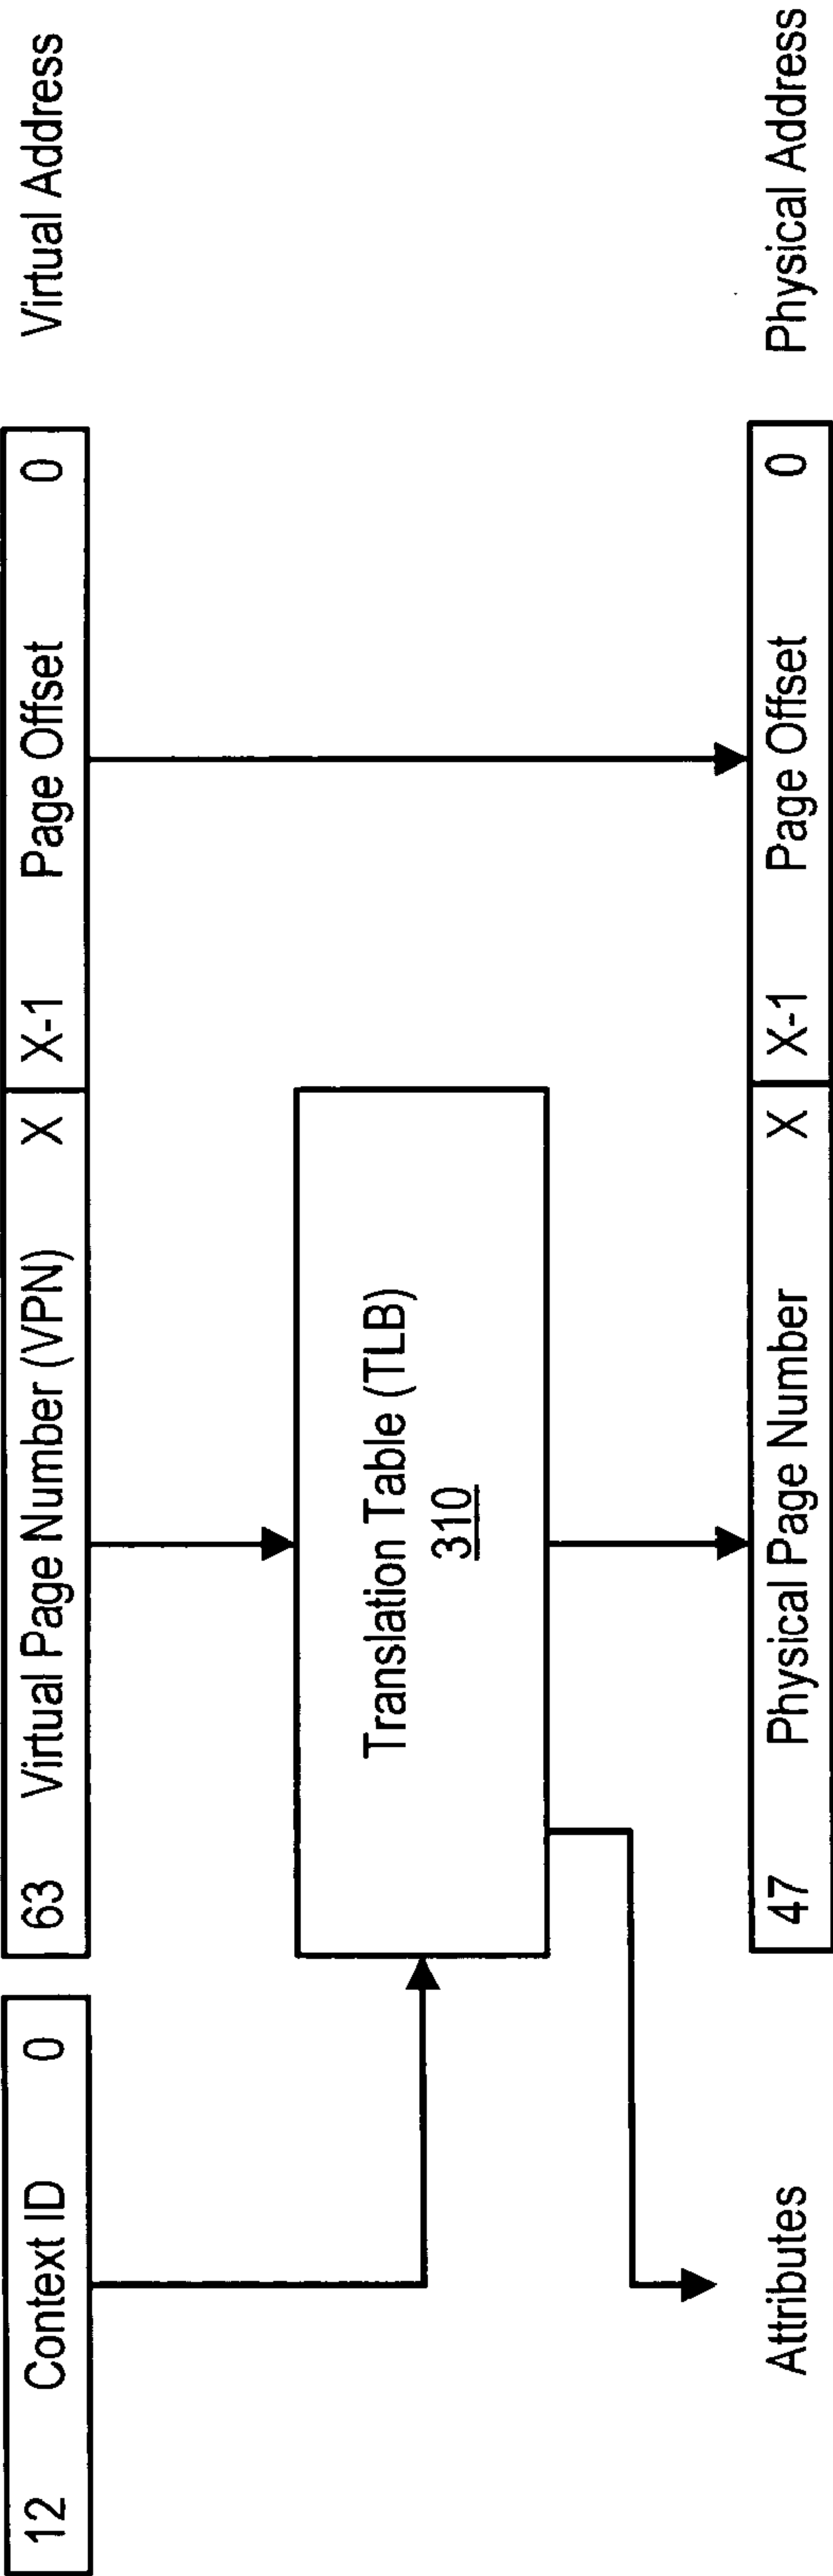 12 Context ID 0
63 Virtual Page Number (VPN) X
X-1 Page Offset 0
Virtual Address
Translation Table (TLB)
310
Attributes
47 Physical Page Number X
X-1 Page Offset 0
Physical Address